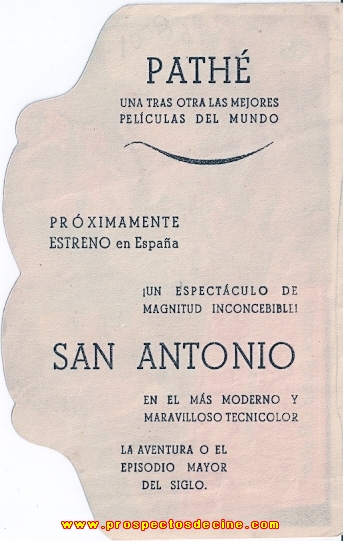 PATHÉ
UNA TRAS OTRA LAS MEJORES
PELÍCULAS DEL MUNDO
PRÓXIMAMENTE
ESTRENO en España
¡UN ESPECTÁCULO DE
MAGNITUD INCONCEBIBLE!
SAN ANTONIO
EN EL MÁS MODERNO Y
MARAVILLOSO TECNICOLOR
LA AVENTURA O EL
EPISODIO MAYOR
DEL SIGLO.
www.prospectosdecine.com